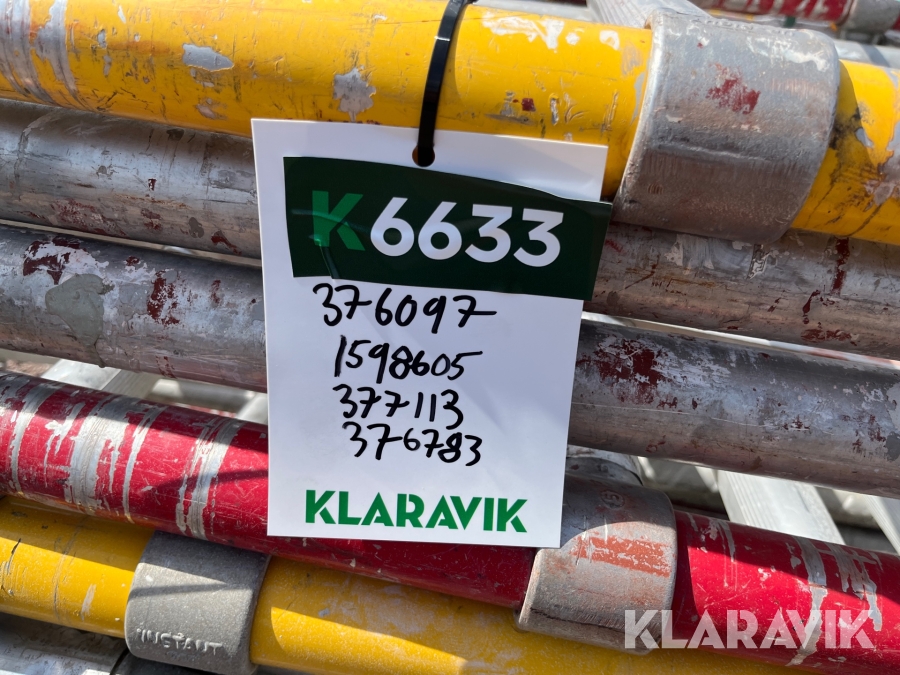 K6633
376097
1598605
377113
376783
KLARAVIK
INSTANT
KLARAVIK